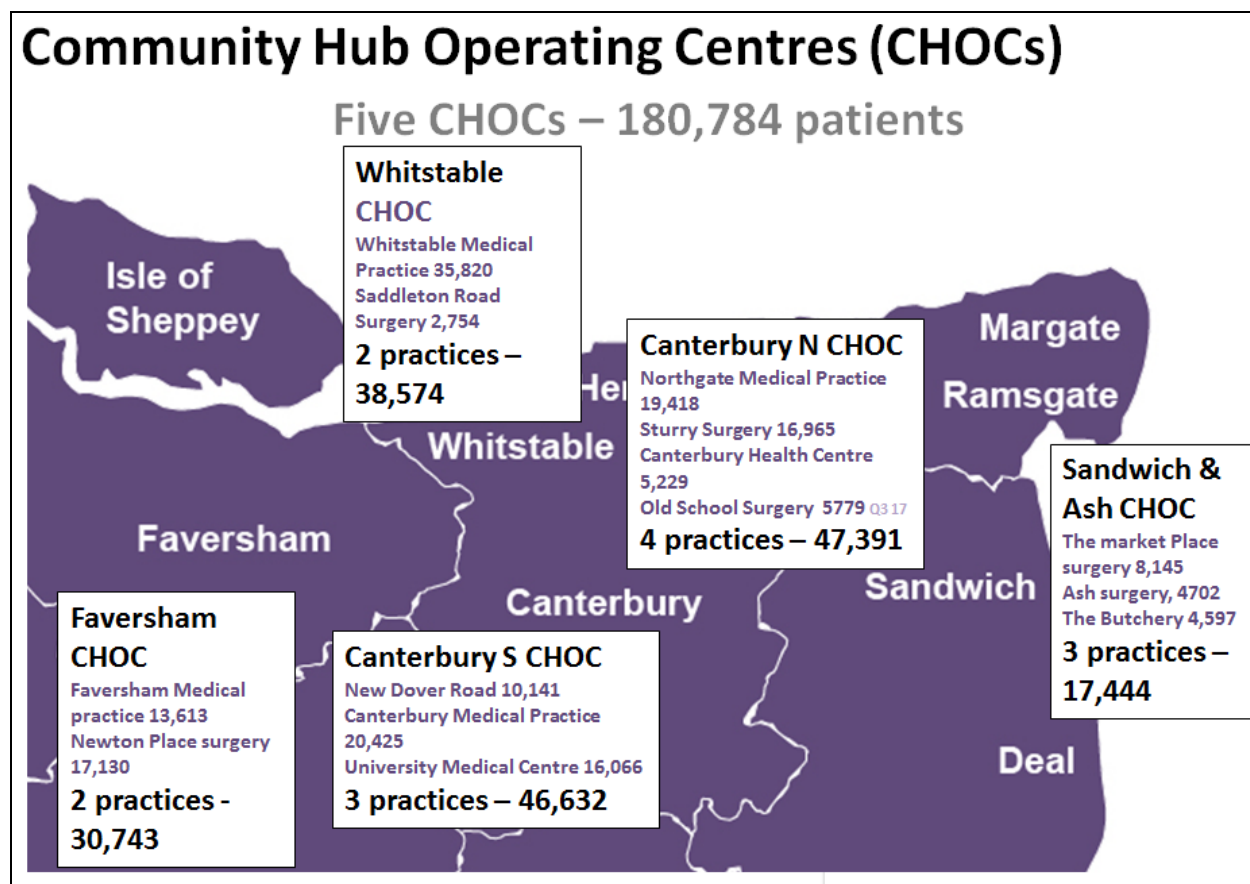 Community Hub Operating Centres (CHOCs)
Five CHOCs – 180,784 patients
Whitstable
CHOC
Whitstable Medical
Practice 35,820
Saddleton Road
Surgery 2,754
2 practices –
38,574
Isle of
Sheppey
Canterbury N CHOC
Northgate Medical Practice
19,418
Sturry Surgery 16,965
Canterbury Health Centre
5,229
Old School Surgery 5779 Q3 17
4 practices – 47,391
Margate
Ramsgate
Her
Whitstable
Sandwich &
Ash CHOC
The market Place
surgery 8,145
Ash surgery, 4702
The Butchery 4,597
3 practices –
17,444
Faversham
Canterbury
Sandwich
Faversham
CHOC
Faversham Medical
practice 13,613
Newton Place surgery
17,130
2 practices -
30,743
Canterbury S CHOC
New Dover Road 10,141
Canterbury Medical Practice
20,425
University Medical Centre 16,066
3 practices – 46,632
Deal